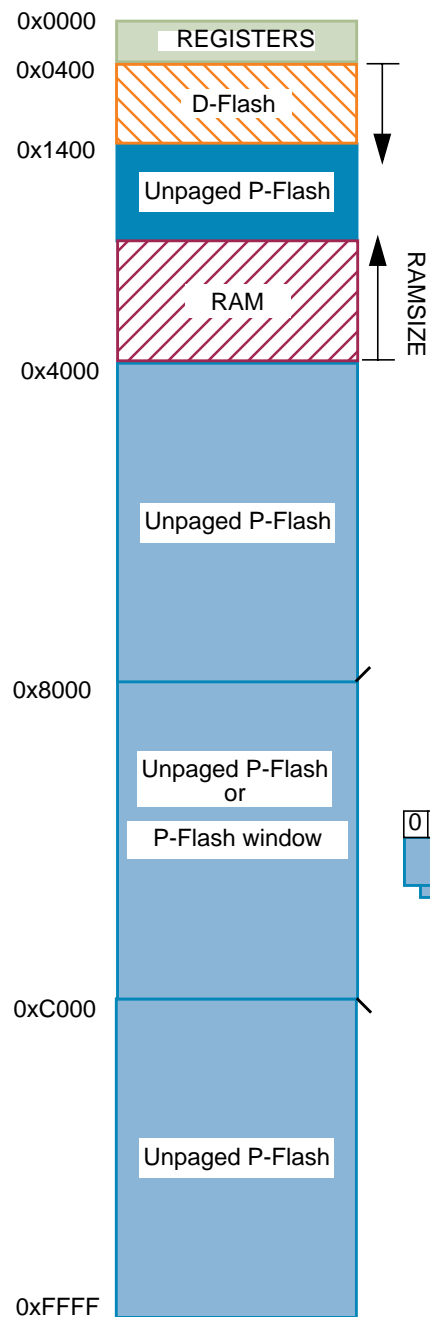 0x0000
REGISTERS
0x0400
D-Flash
0x1400
Unpaged P-Flash
RAM
RAMSIZE
0x4000
Unpaged P-Flash
0x8000
Unpaged P-Flash
or
P-Flash window
0
0xC000
Unpaged P-Flash
0xFFFF